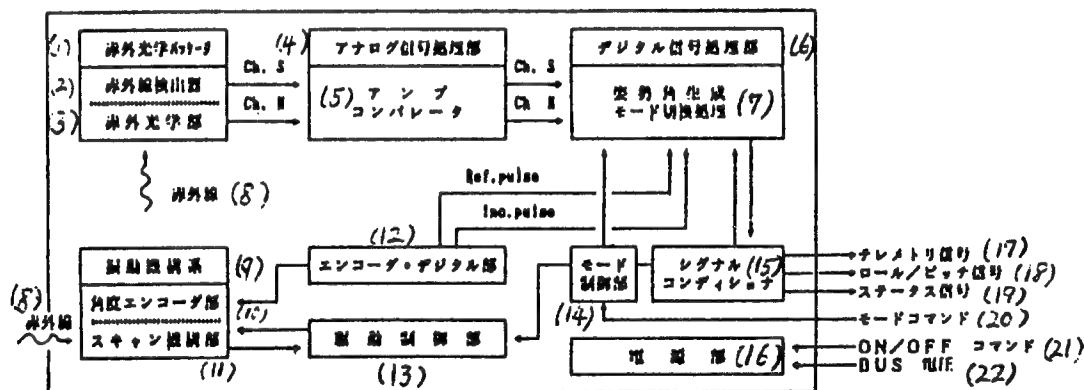 (1) 赤外光学パッケージ
(2) 赤外線検出器
(3) 赤外光学部
Ch. S
Ch. N
(4) アナログ信号処理部
(5) アンプ
コンパレータ
Ch. S
Ch. N
デジタル信号処理部 (6)
姿勢角生成
モード切換処理 (7)
赤外線 (8)
Ref.pulse
Inc.pulse
(12)
エンコーダ・デジタル部
駆動機構系 (9)
角度エンコーダ部 (10)
スキャン機構部
(11)
(8)
赤外線
駆動制御部
(13)
モード
制御部
(14)
シグナル (15)
コンディショナ
電源部 (16)
テレメトリ信号 (17)
ロール/ピッチ信号 (18)
ステータス信号 (19)
モードコマンド (20)
ON/OFF コマンド (21)
BUS 電圧 (22)